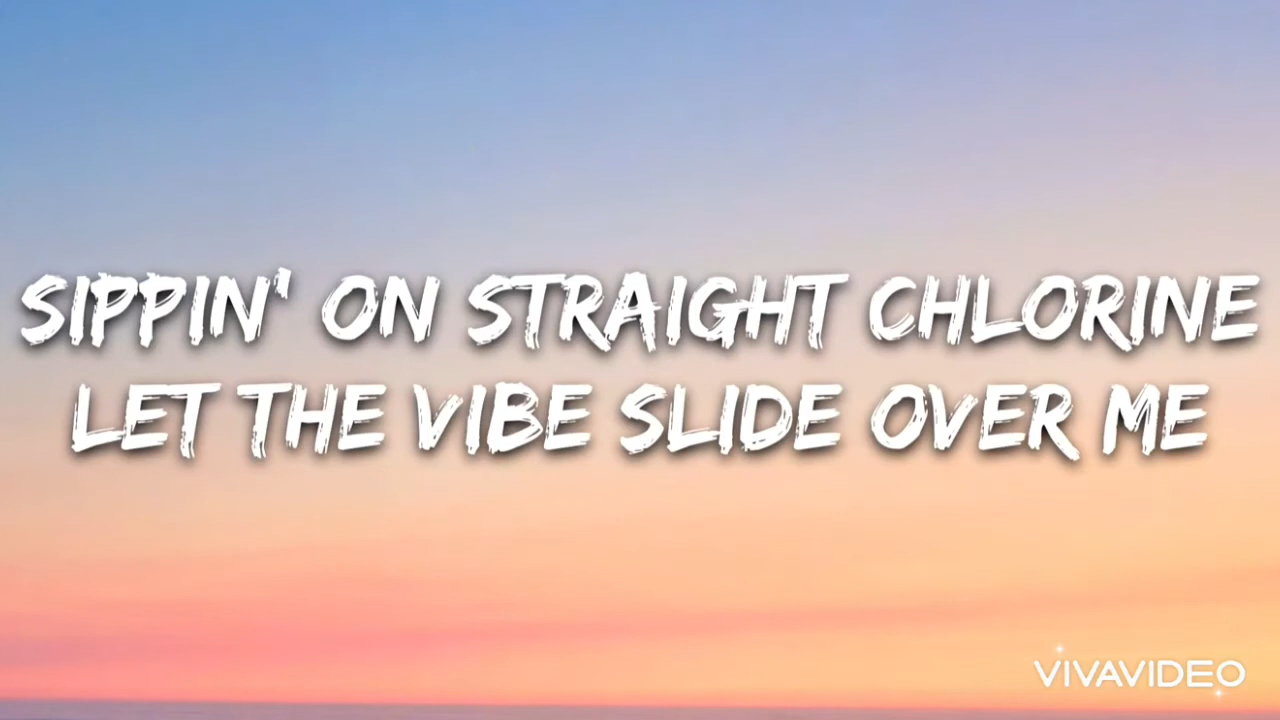 SIPPIN' ON STRAIGHT CHLORINE
LET THE VIBE SLIDE OVER ME
VIVAVIDEO